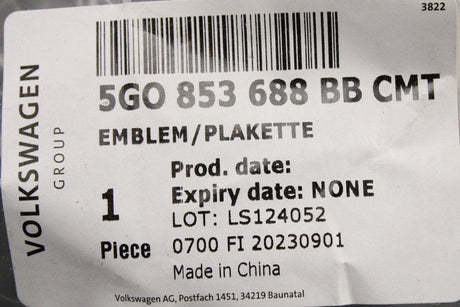 3822
VOLKSWAGEN
GROUP
5G0 853 688 BB CMT
EMBLEM/PLAKETTE
Prod. date:
Expiry date: NONE
1
LOT: LS124052
Piece
0700 FI 20230901
Made in China
Volkswagen AG, Postfach 1451, 34219 Baunatal